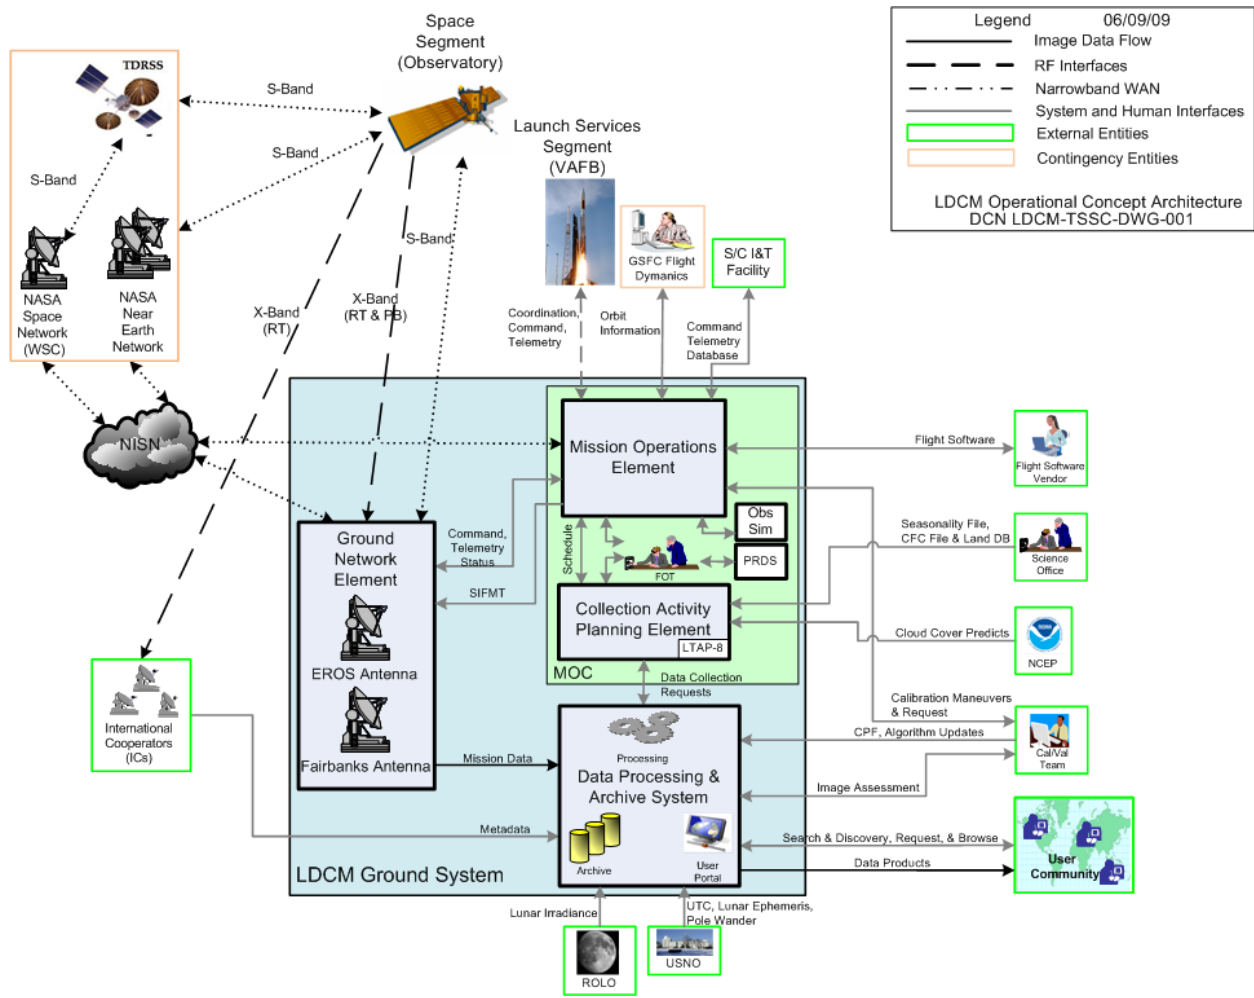 Space
Segment
(Observatory)
Legend 06/09/09
Image Data Flow
RF Interfaces
Narrowband WAN
System and Human Interfaces
External Entities
Contingency Entities
LDCM Operational Concept Architecture
DCN LDCM-TSSC-DWG-001
TDRSS
S-Band
S-Band
S-Band
S-Band
Launch Services
Segment
(VAFB)
GSFC Flight
Dymanics
S/C I&T
Facility
NASA
Space
Network
(WSC)
NASA
Near
Earth
Network
X-Band
(RT)
X-Band
(RT & PB)
Coordination,
Command,
Telemetry
Orbit
Information
Command
Telemetry
Database
NISN
Mission Operations
Element
Flight Software
Flight Software
Vendor
Obs
Sim
PRDS
FOT
Schedule
Command,
Telemetry
Status
SIFMT
Ground
Network
Element
EROS Antenna
Fairbanks Antenna
Seasonality File,
CFC File & Land DB
Science
Office
Collection Activity
Planning Element
LTAP-8
MOC
Cloud Cover Predicts
NCEP
Data Collection
Requests
International
Cooperators
(ICs)
Calibration Maneuvers
& Request
CPF, Algorithm Updates
Cal/Val
Team
Image Assessment
Mission Data
Processing
Data Processing &
Archive System
Archive
User
Portal
Metadata
Search & Discovery, Request, & Browse
Data Products
User
Community
LDCM Ground System
Lunar Irradiance
UTC, Lunar Ephemeris,
Pole Wander
ROLO
USNO